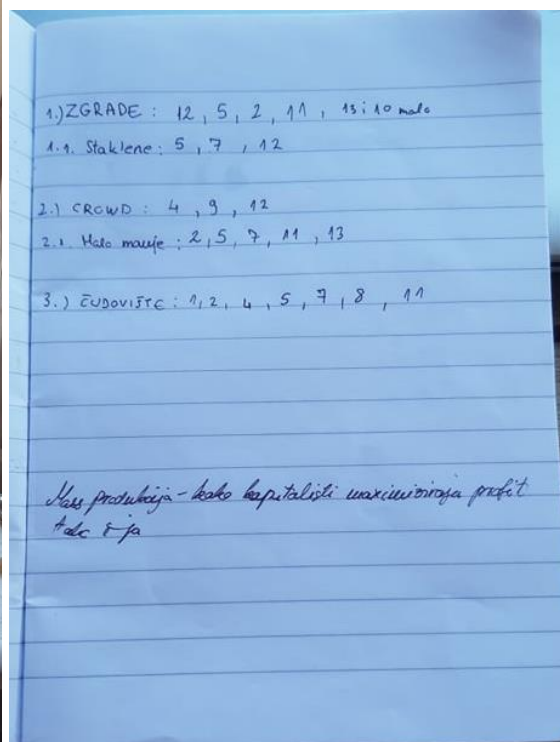 1.) ZGRADE : 12, 5, 2, 11, 13 i 10 malo
1.1. Staklene : 5, 7, 12
2.) CROWD : 4, 9, 12
2.1. Malo manje : 2, 5, 7, 11, 13
3.) ČUDOVIŠTE : 1, 2, 4, 5, 7, 8, 11
Mass produkcija - kako kapitalisti maximiziraju profit
tak i ja